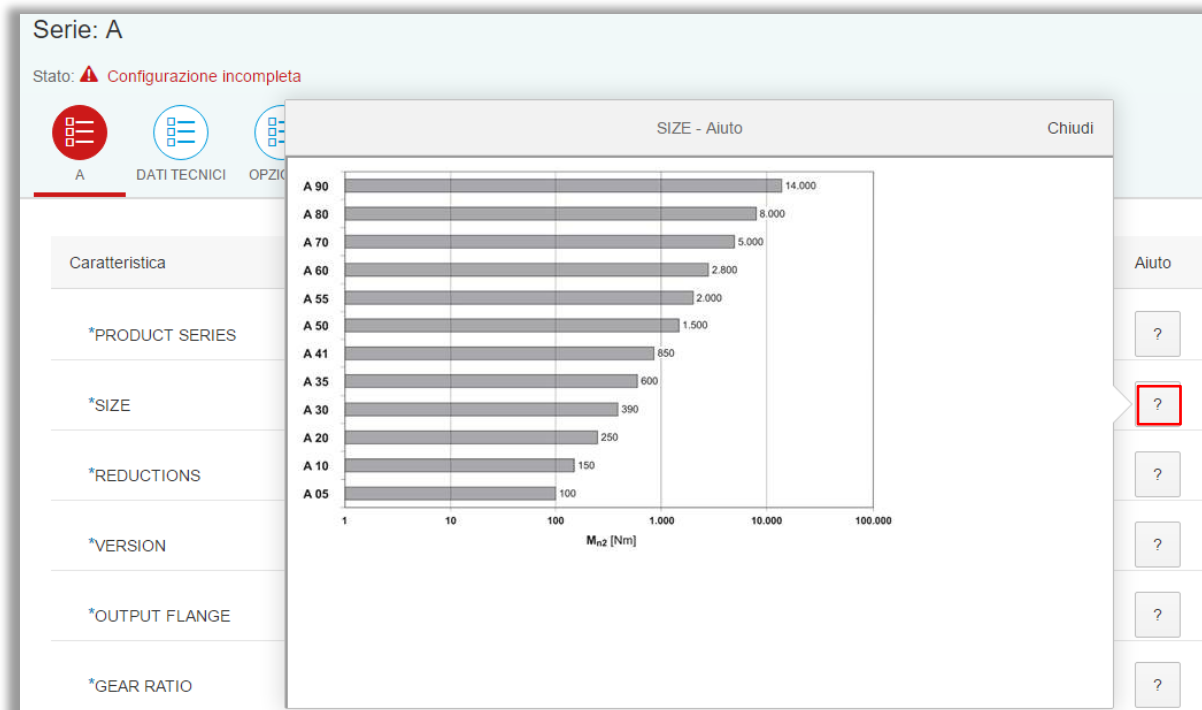 Serie: A
Stato: Configurazione incompleta
A
DATI TECNICI
SIZE - Aiuto
Chiudi
A 90 14.000
A 80 8.000
A 70 5.000
A 60 2.800
A 55 2.000
A 50 1.500
A 41 850
A 35 600
A 30 390
A 20 250
A 10 150
A 05 100
1 10 100 1.000 10.000 100.000
Mn2 [Nm]
Caratteristica
Aiuto
*PRODUCT SERIES ?
*SIZE ?
*REDUCTIONS ?
*VERSION ?
*OUTPUT FLANGE ?
*GEAR RATIO ?